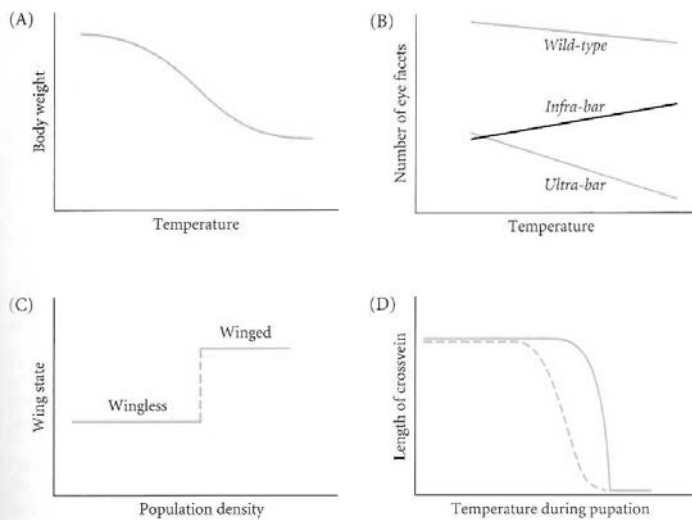 (A)
Body weight
Temperature
(B)
Number of eye facets
Wild-type
Infra-bar
Ultra-bar
Temperature
(C)
Wing state
Winged
Wingless
Population density
(D)
Length of crossvein
Temperature during pupation